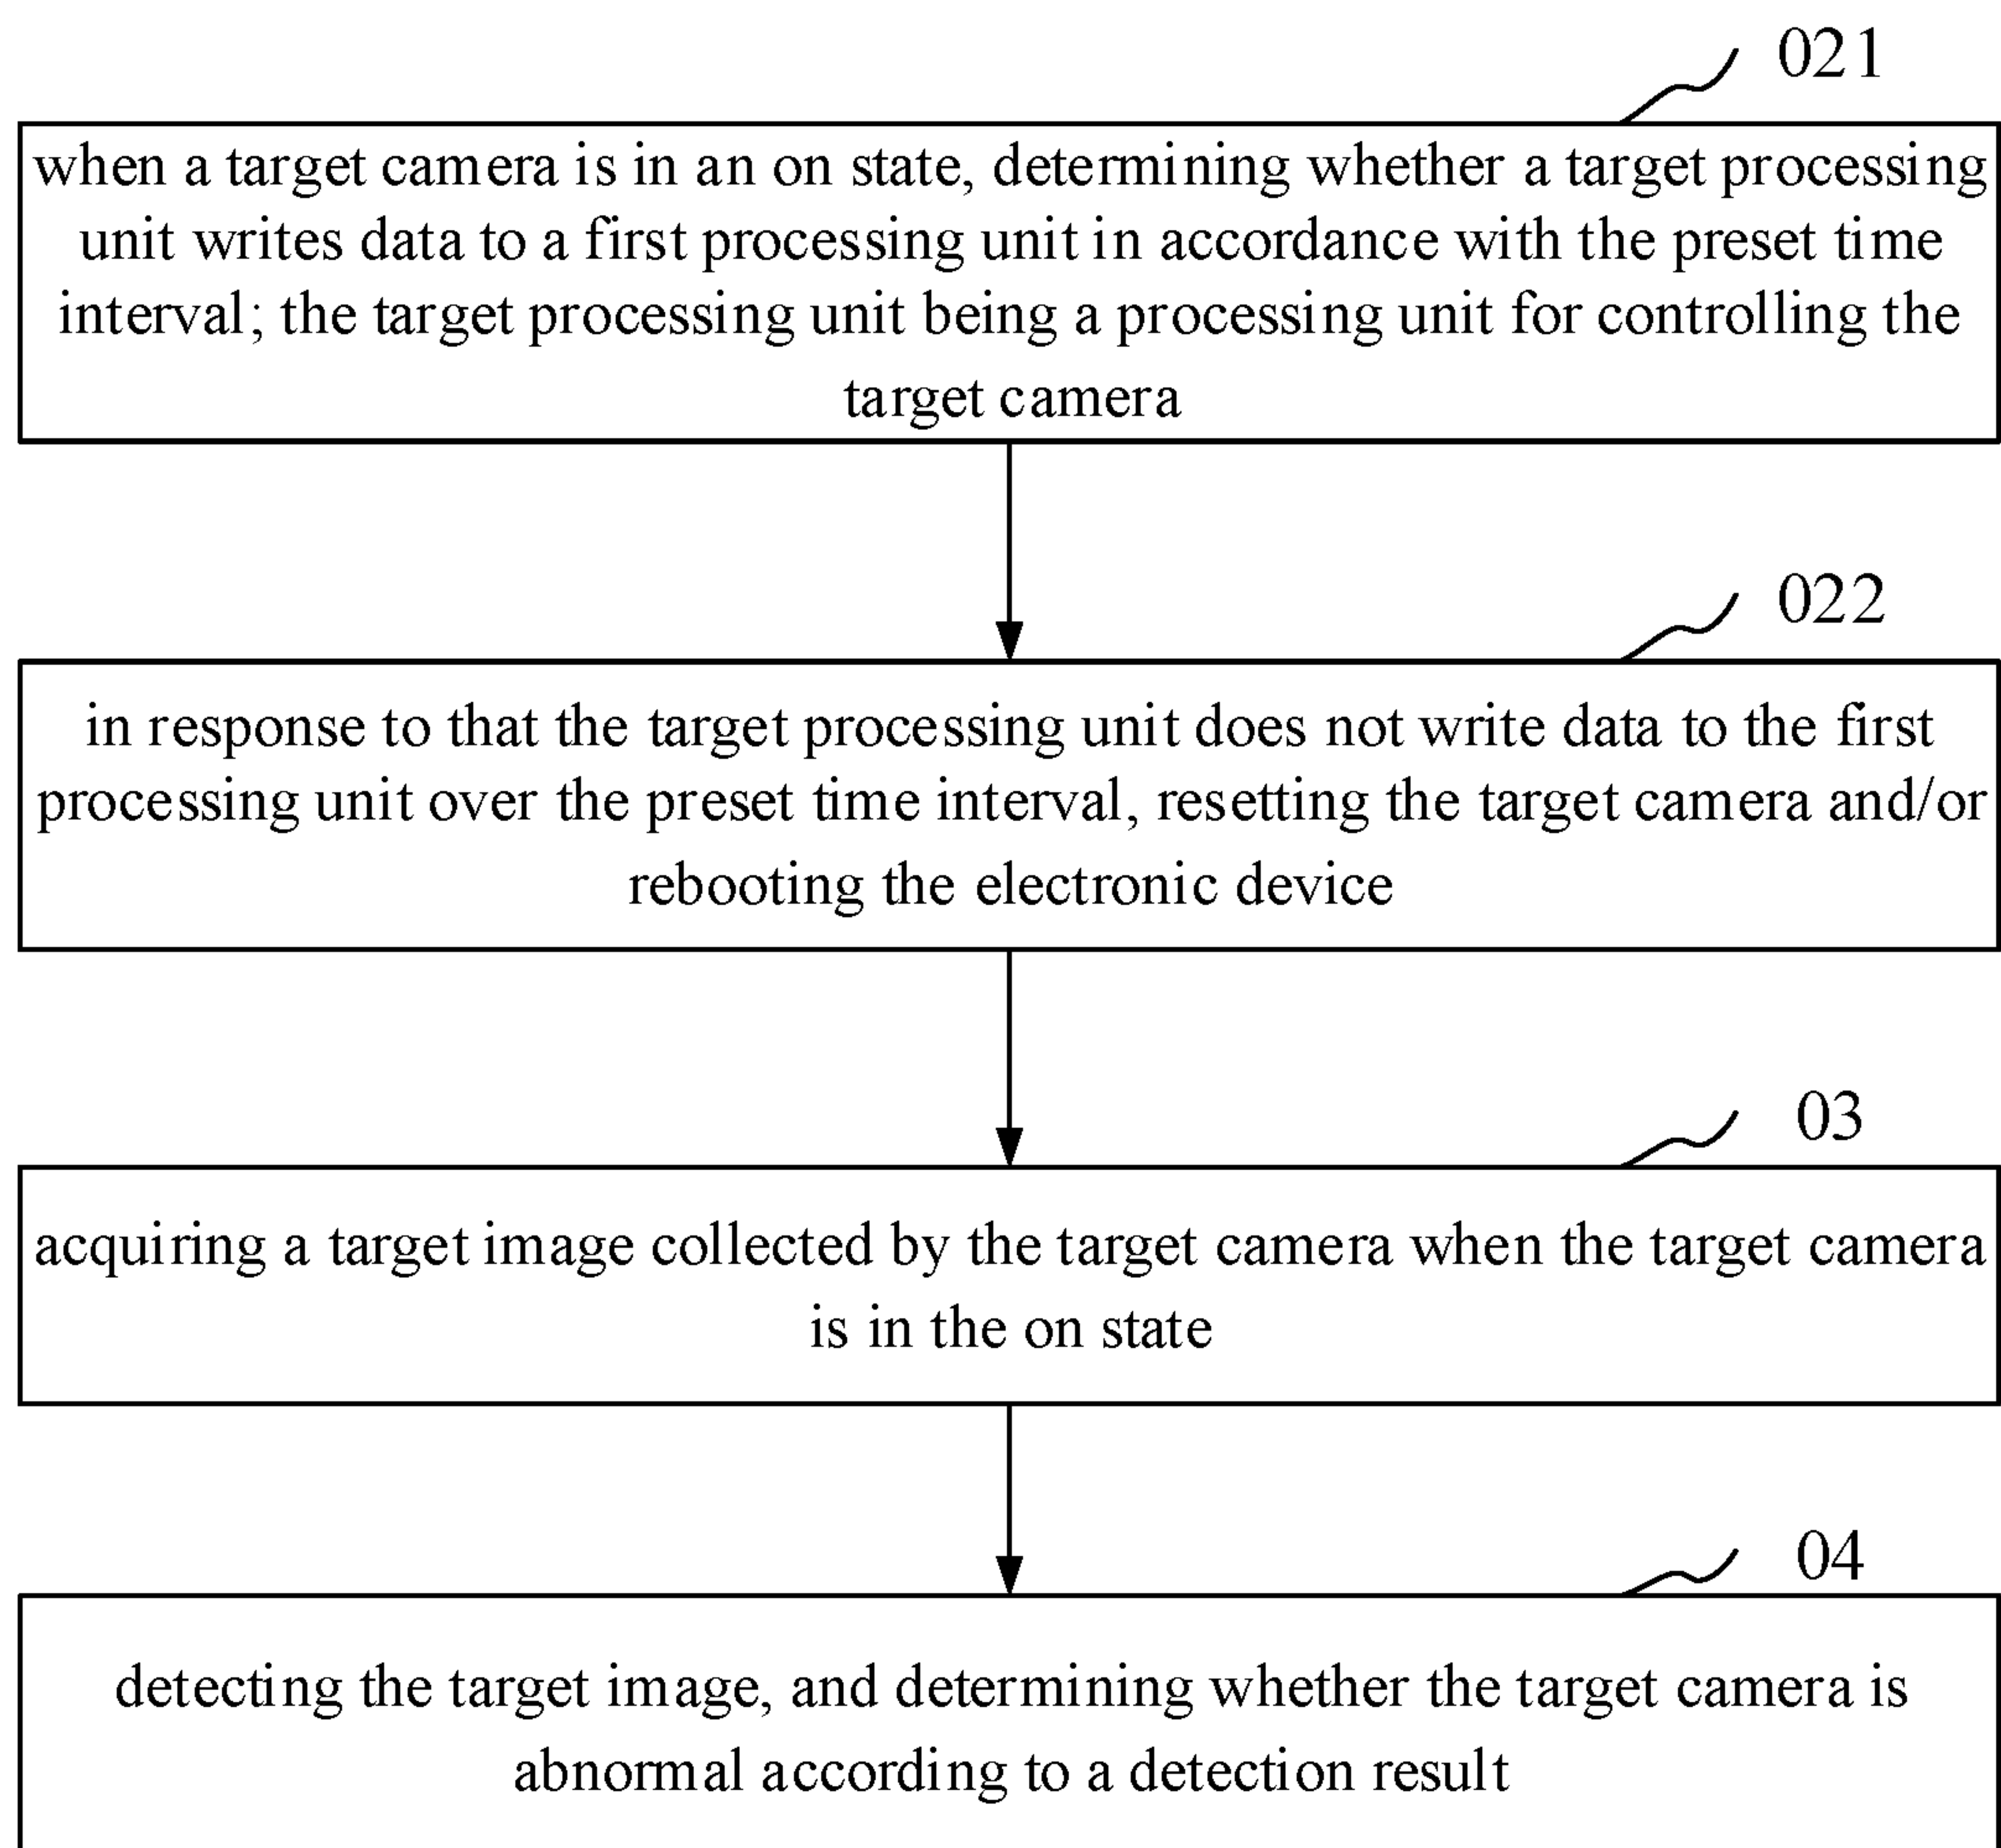 021
when a target camera is in an on state, determining whether a target processing
unit writes data to a first processing unit in accordance with the preset time
interval; the target processing unit being a processing unit for controlling the
target camera
022
in response to that the target processing unit does not write data to the first
processing unit over the preset time interval, resetting the target camera and/or
rebooting the electronic device
03
acquiring a target image collected by the target camera when the target camera
is in the on state
04
detecting the target image, and determining whether the target camera is
abnormal according to a detection result